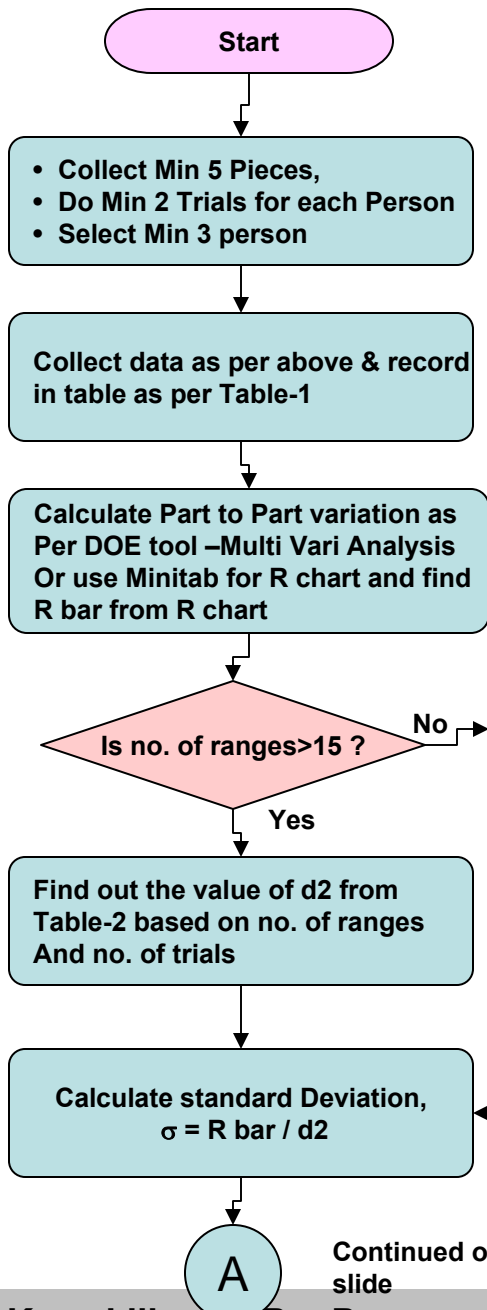 Start
• Collect Min 5 Pieces,
• Do Min 2 Trials for each Person
• Select Min 3 person
Collect data as per above & record
in table as per Table-1
Calculate Part to Part variation as
Per DOE tool –Multi Vari Analysis
Or use Minitab for R chart and find
R bar from R chart
Is no. of ranges>15 ?
No
Yes
Find out the value of d2 from
Table-2 based on no. of ranges
And no. of trials
Calculate standard Deviation,
σ = R bar / d2
A
Continued o
slide